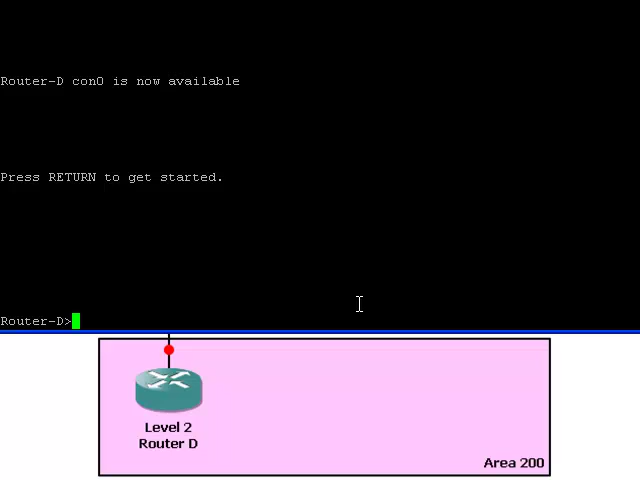 Router-D con0 is now available
Press RETURN to get started.
Router-D>
Level 2
Router D
Area 200